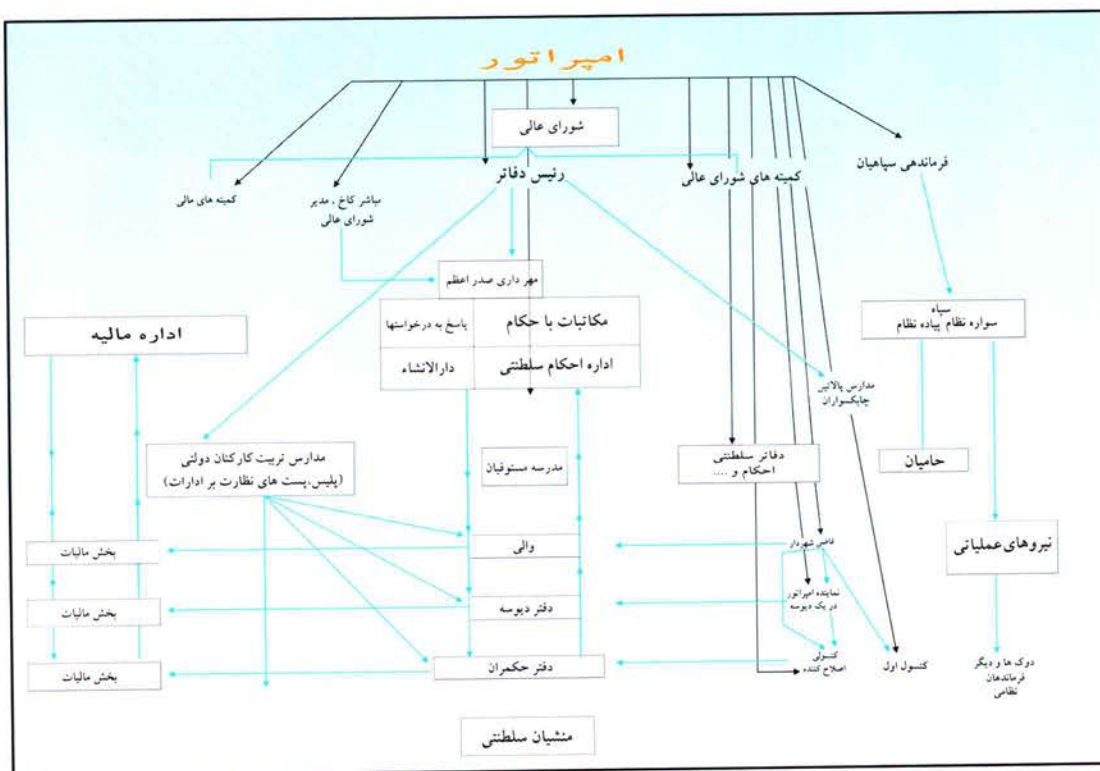 امپراتور
شورای عالی
فرماندهی سپاهیان
کمیته های شورای عالی
رئیس دفاتر
مباشر کاخ ، مدیر
شورای عالی
کمیته های مالی
مهر داری صدر اعظم
مکاتبات با حکام
پاسخ به درخواستها
اداره احکام سلطنتی
دارالانشاء
اداره مالیه
سپاه
سواره نظام پیاده نظام
مدارس پالاتین
چابکسواران
حامیان
دفاتر سلطنتی
احکام و ....
مدرسه مستوفیان
مدارس تربیت کارکنان دولتی
(پلیس،پست های نظارت بر ادارات)
نیروهای عملیاتی
قاضی شهردار
والی
بخش مالیات
نماینده امپراتور
در یک دیوسه
دفتر دیوسه
بخش مالیات
دوک ها و دیگر
فرماندهان
نظامی
کنسول اول
کنسولی
اصلاح کننده
دفتر حکمران
بخش مالیات
منشیان سلطنتی